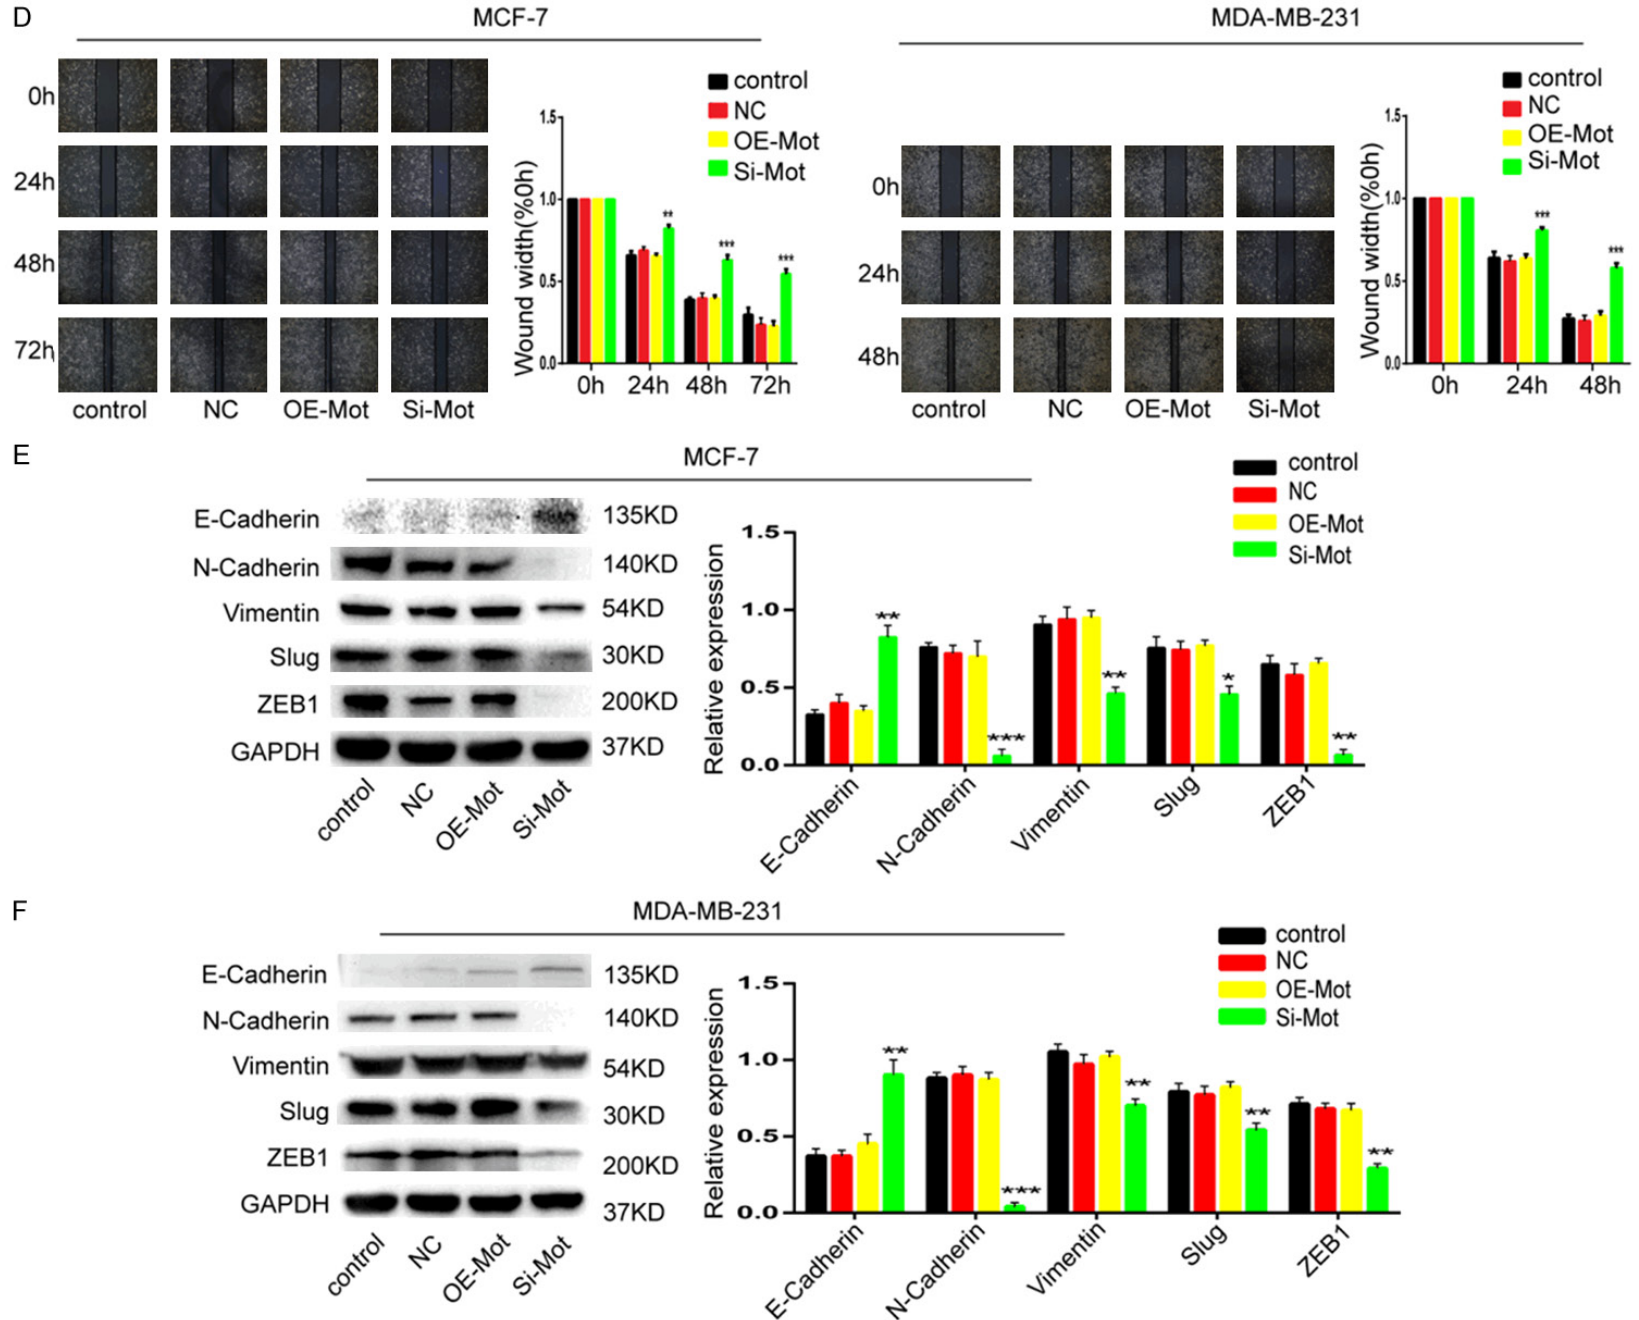 D
MCF-7
0h
24h
48h
72h
control NC OE-Mot Si-Mot
control
NC
OE-Mot
Si-Mot
Wound width(%0h)
1.5
1.0
0.5
0.0
** *** ***
0h 24h 48h 72h
MDA-MB-231
0h
24h
48h
control NC OE-Mot Si-Mot
control
NC
OE-Mot
Si-Mot
Wound width(%0h)
1.5
1.0
0.5
0.0
*** ***
0h 24h 48h
E
MCF-7
E-Cadherin 135KD
N-Cadherin 140KD
Vimentin 54KD
Slug 30KD
ZEB1 200KD
GAPDH 37KD
control NC OE-Mot Si-Mot
control
NC
OE-Mot
Si-Mot
Relative expression
1.5
1.0
0.5
0.0
** *** ** * **
E-Cadherin N-Cadherin Vimentin Slug ZEB1
F
MDA-MB-231
E-Cadherin 135KD
N-Cadherin 140KD
Vimentin 54KD
Slug 30KD
ZEB1 200KD
GAPDH 37KD
control NC OE-Mot Si-Mot
control
NC
OE-Mot
Si-Mot
Relative expression
1.5
1.0
0.5
0.0
** *** ** ** **
E-Cadherin N-Cadherin Vimentin Slug ZEB1